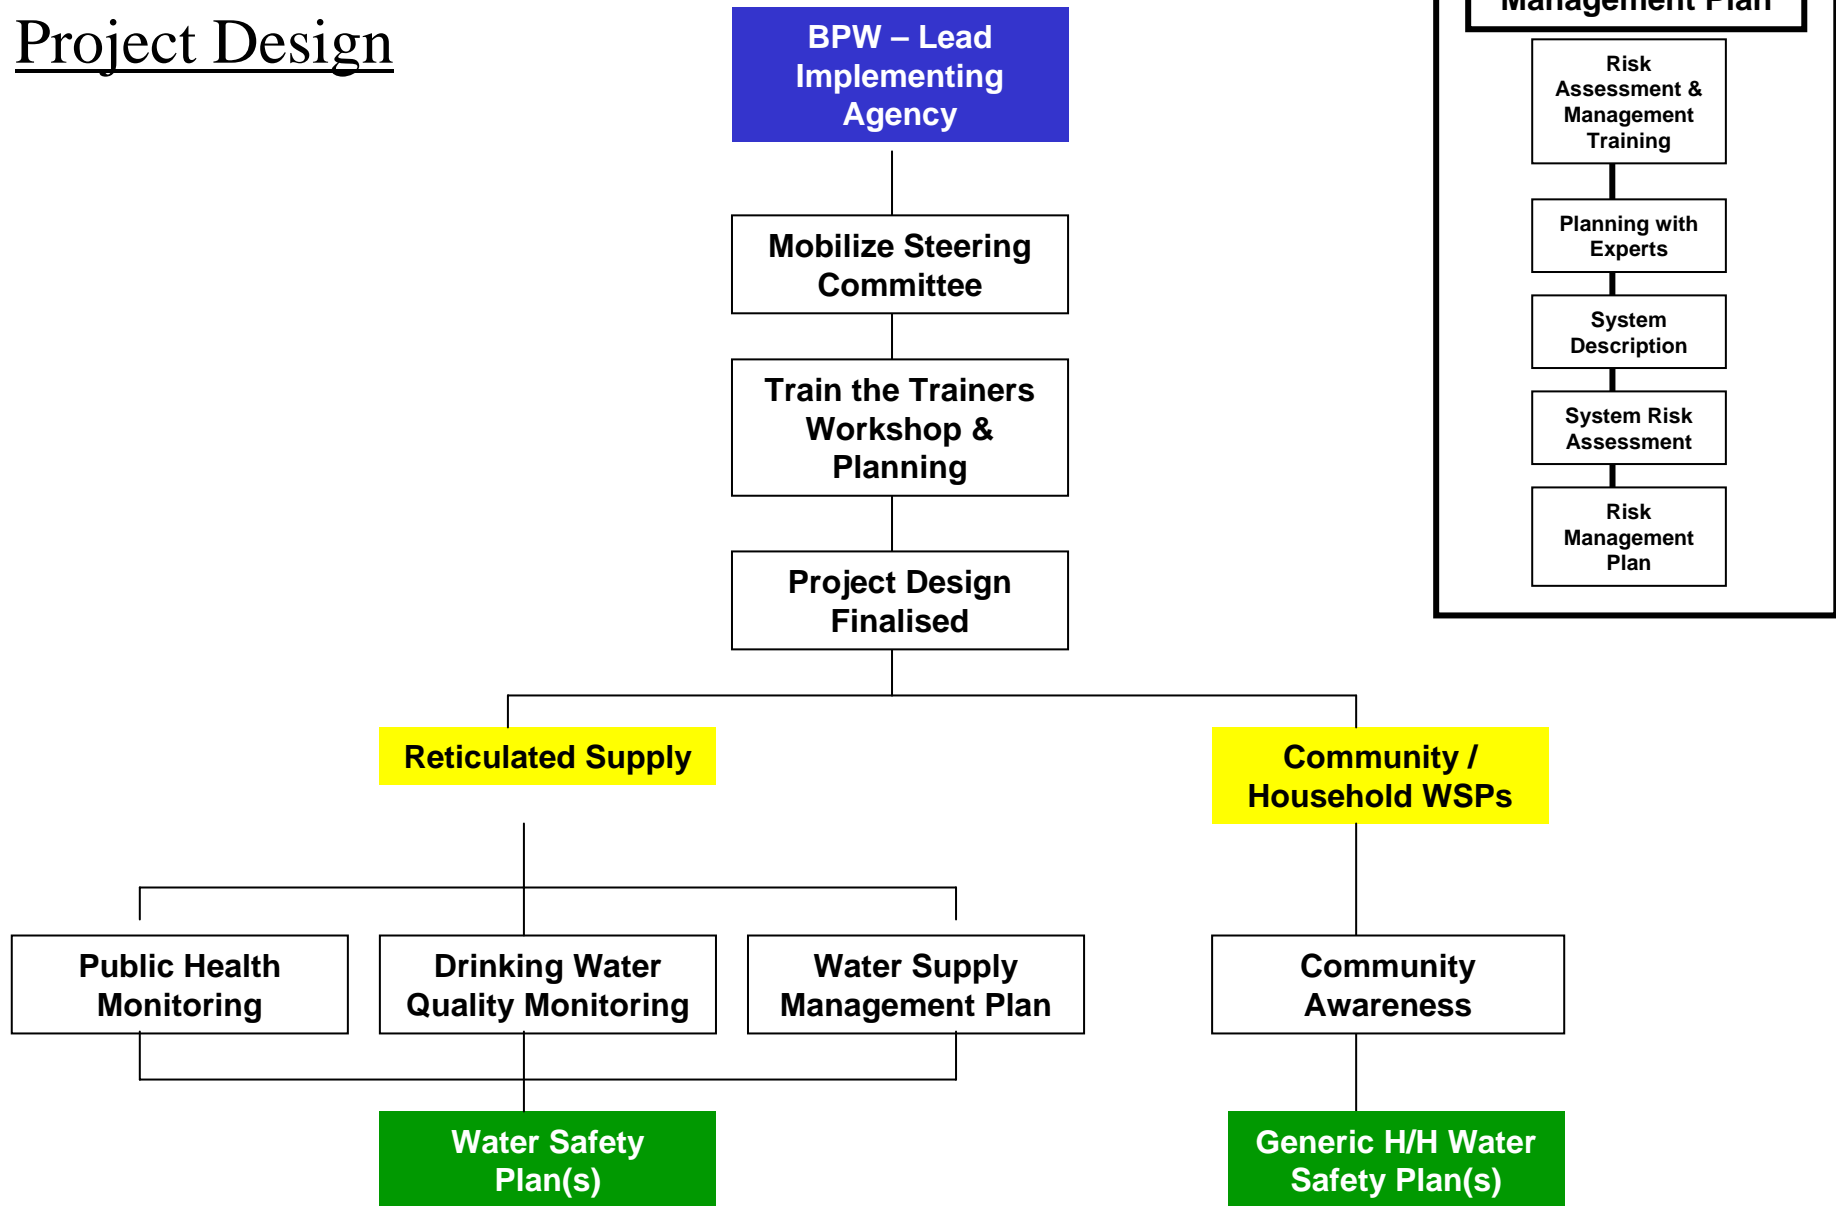 Project Design
BPW – Lead
Implementing
Agency
Mobilize Steering
Committee
Train the Trainers
Workshop &
Planning
Project Design
Finalised
Reticulated Supply
Community /
Household WSPs
Public Health
Monitoring
Drinking Water
Quality Monitoring
Water Supply
Management Plan
Community
Awareness
Water Safety
Plan(s)
Generic H/H Water
Safety Plan(s)
Management Plan
Risk
Assessment &
Management
Training
Planning with
Experts
System
Description
System Risk
Assessment
Risk
Management
Plan